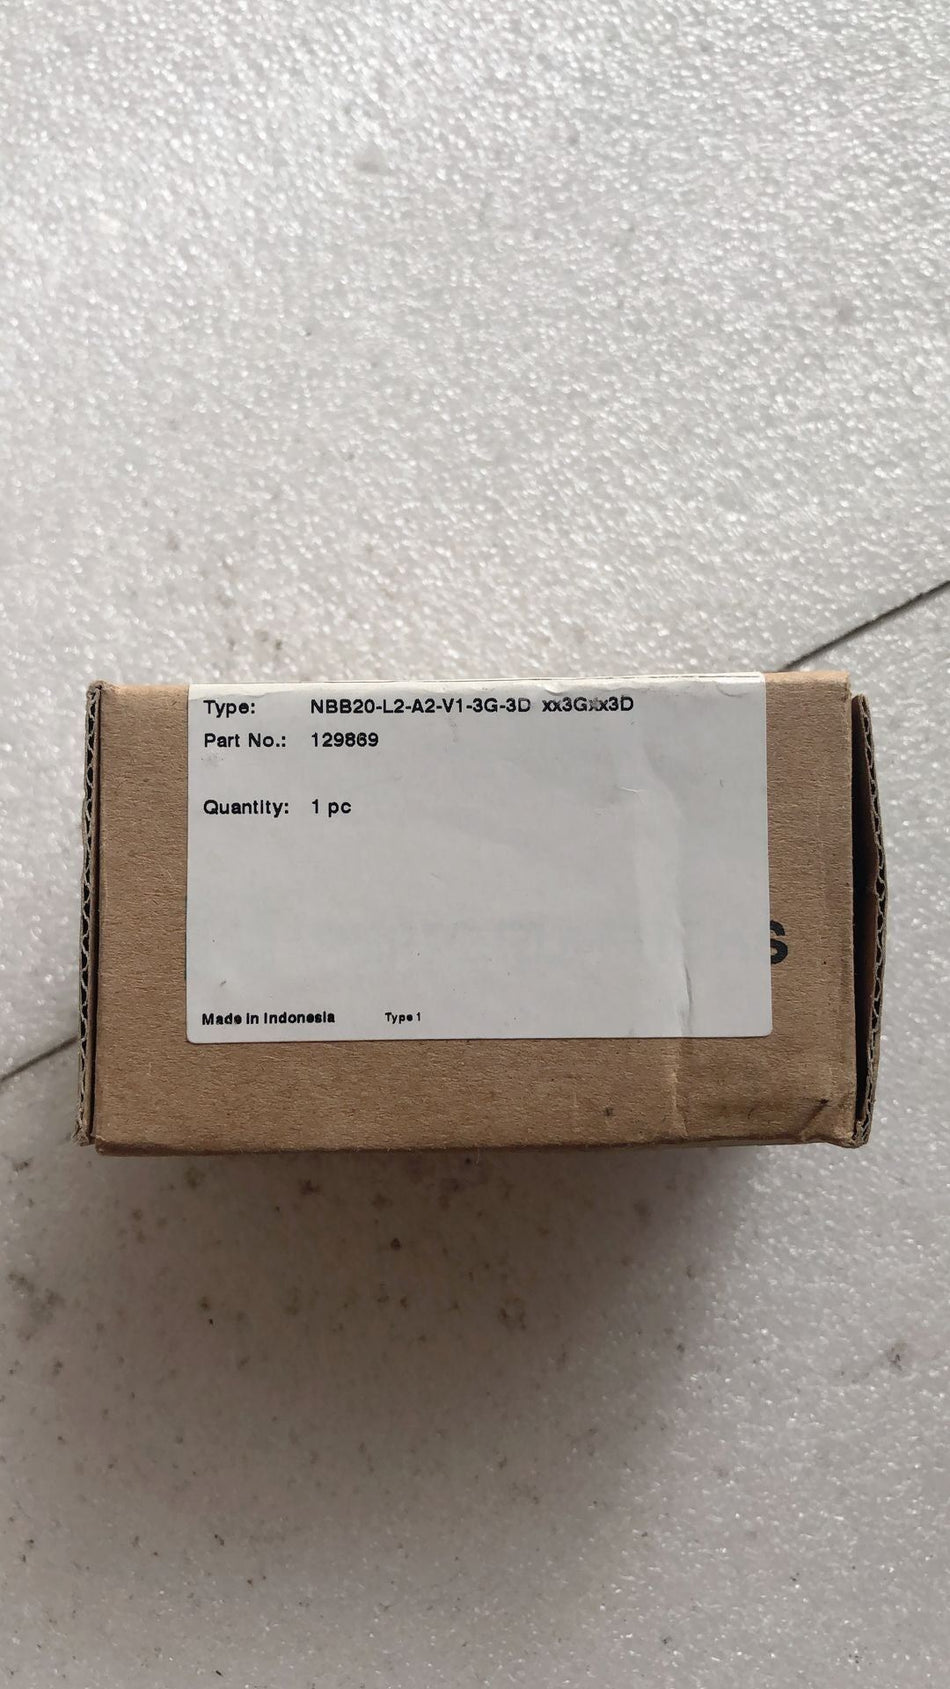 Type: NBB20-L2-A2-V1-3G-3D xx3Gxx3D
Part No.: 129869
Quantity: 1 pc
S
Made in Indonesia Type 1